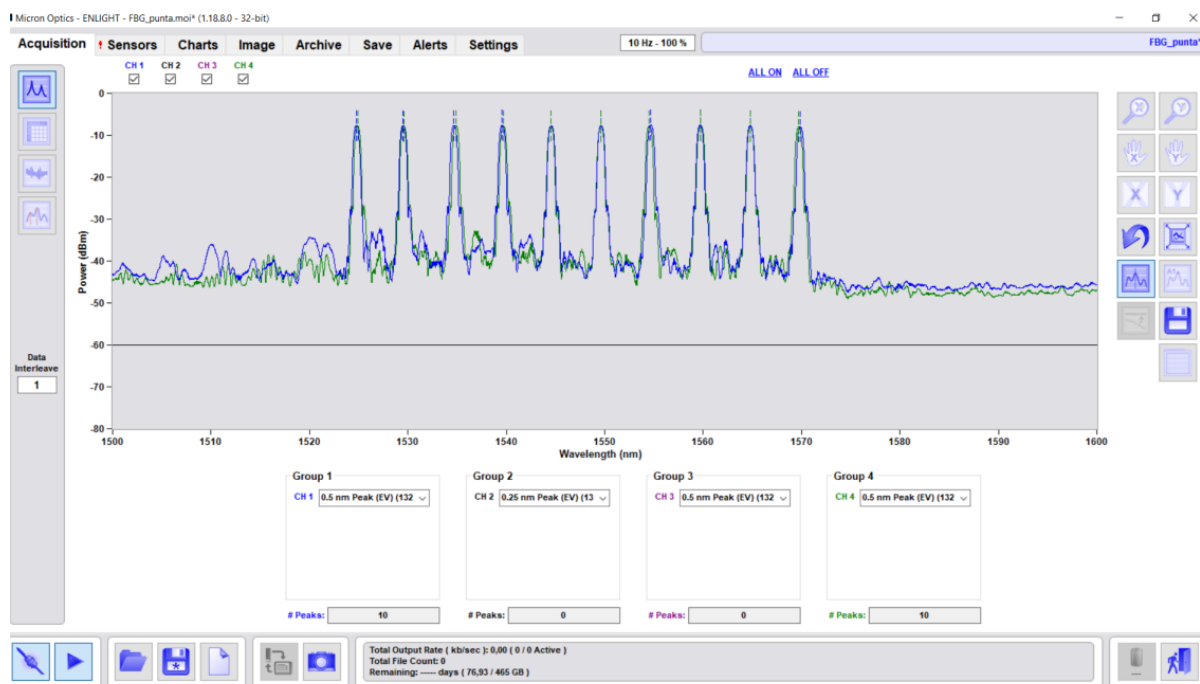 Micron Optics - ENLIGHT - FBG_punta.moi* (1.18.8.0 - 32-bit)
Acquisition ! Sensors Charts Image Archive Save Alerts Settings 10 Hz - 100 % FBG_punta*
CH 1 CH 2 CH 3 CH 4 ALL ON ALL OFF
0
-10
-20
-30
-40
-50
-60
-70
-80
Power (dBm)
1500 1510 1520 1530 1540 1550 1560 1570 1580 1590 1600
Wavelength (nm)
Data
Interleave
1
X Y
X Y
X Y
Group 1 Group 2 Group 3 Group 4
CH 1 0.5 nm Peak (EV) (132 CH 2 0.25 nm Peak (EV) (13 CH 3 0.5 nm Peak (EV) (132 CH 4 0.5 nm Peak (EV) (132
# Peaks: 10 # Peaks: 0 # Peaks: 0 # Peaks: 10
Total Output Rate ( kb/sec ): 0,00 ( 0 / 0 Active )
Total File Count: 0
Remaining: ----- days ( 76,93 / 465 GB )